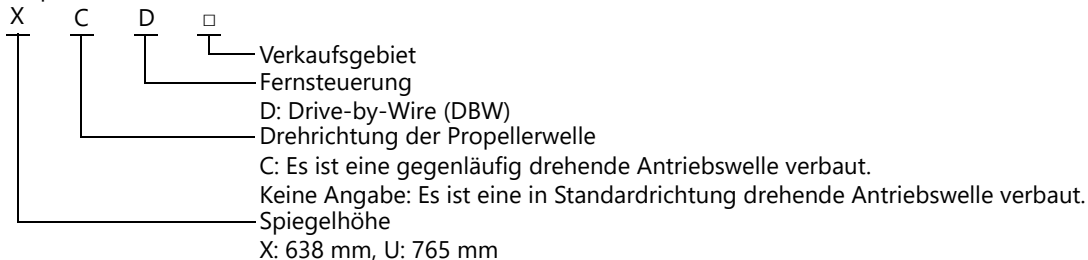 X C D □
Verkaufsgebiet
Fernsteuerung
D: Drive-by-Wire (DBW)
Drehrichtung der Propellerwelle
C: Es ist eine gegenläufig drehende Antriebswelle verbaut.
Keine Angabe: Es ist eine in Standardrichtung drehende Antriebswelle verbaut.
Spiegelhöhe
X: 638 mm, U: 765 mm